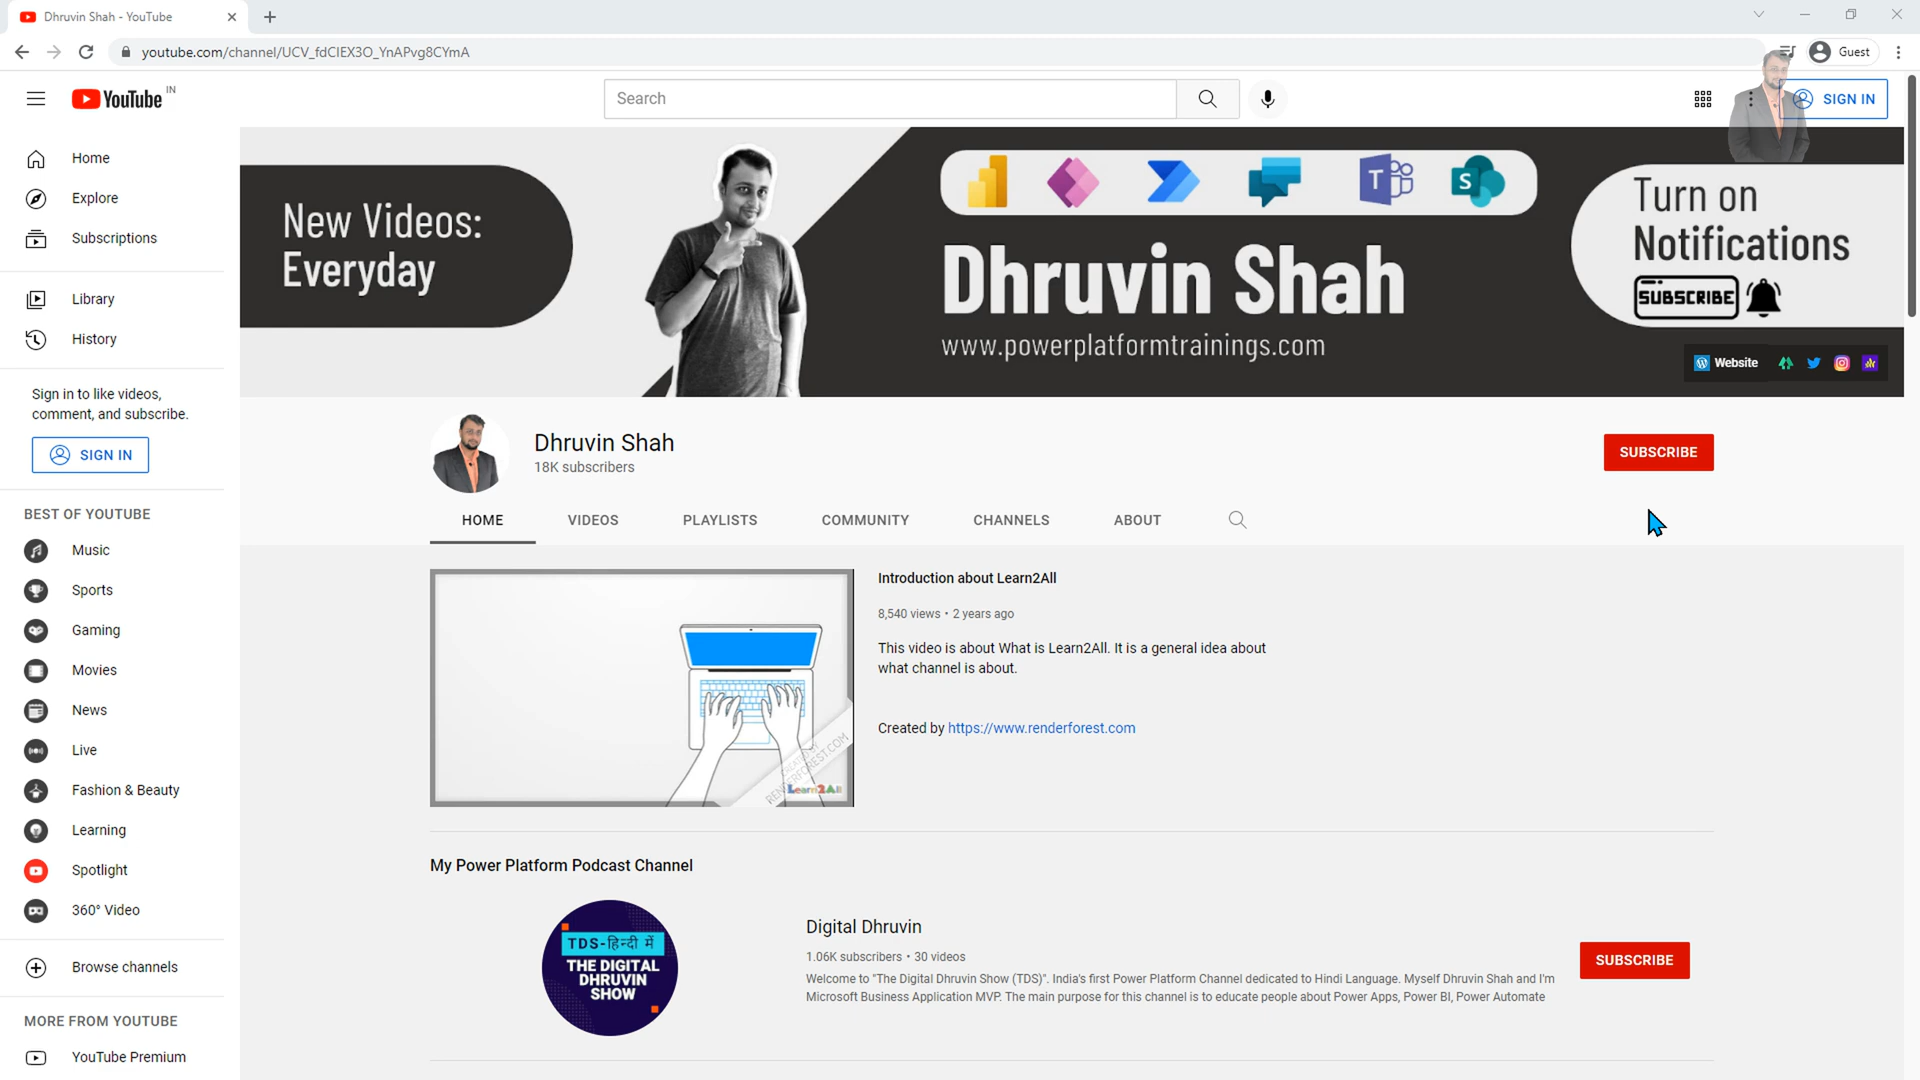 Dhruvin Shah - YouTube
youtube.com/channel/UCV_fdCIEX3O_YnAPvg8CYmA
Guest
YouTube IN
Search
SIGN IN
Home
Explore
Subscriptions
Library
History
Sign in to like videos,
comment, and subscribe.
SIGN IN
BEST OF YOUTUBE
Music
Sports
Gaming
Movies
News
Live
Fashion & Beauty
Learning
Spotlight
360° Video
Browse channels
MORE FROM YOUTUBE
YouTube Premium
New Videos:
Everyday
Dhruvin Shah
www.powerplatformtrainings.com
Turn on
Notifications
SUBSCRIBE
Website
Dhruvin Shah
18K subscribers
SUBSCRIBE
HOME VIDEOS PLAYLISTS COMMUNITY CHANNELS ABOUT
CREATED BY
RENDERFOREST.COM
Learn2All
Introduction about Learn2All
8,540 views • 2 years ago
This video is about What is Learn2All. It is a general idea about
what channel is about.
Created by https://www.renderforest.com
My Power Platform Podcast Channel
TDS-हिन्दी में
THE DIGITAL
DHRUVIN
SHOW
Digital Dhruvin
1.06K subscribers • 30 videos
Welcome to "The Digital Dhruvin Show (TDS)". India's first Power Platform Channel dedicated to Hindi Language. Myself Dhruvin Shah and I'm
Microsoft Business Application MVP. The main purpose for this channel is to educate people about Power Apps, Power BI, Power Automate
SUBSCRIBE